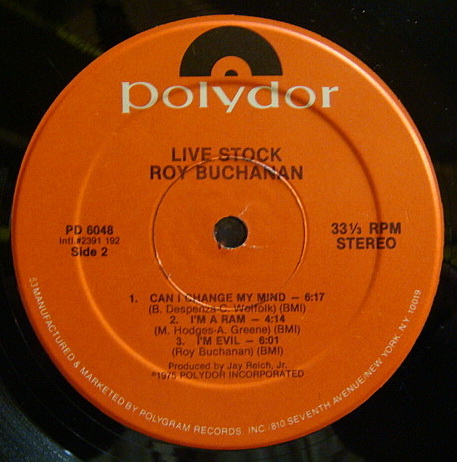 polydor
LIVE STOCK
ROY BUCHANAN
PD 6048
Intl.#2391 192
Side 2
33⅓ RPM
STEREO
1. CAN I CHANGE MY MIND – 6:17
(B. Despenza-C. Wolfolk) (BMI)
2. I'M A RAM – 4:14
(M. Hodges-A. Greene) (BMI)
3. I'M EVIL – 6:01
(Roy Buchanan) (BMI)
Produced by Jay Reich, Jr.
℗1975 POLYDOR INCORPORATED
53 MANUFACTURED & MARKETED BY POLYGRAM RECORDS, INC./810 SEVENTH AVENUE/NEW YORK, NY 10019